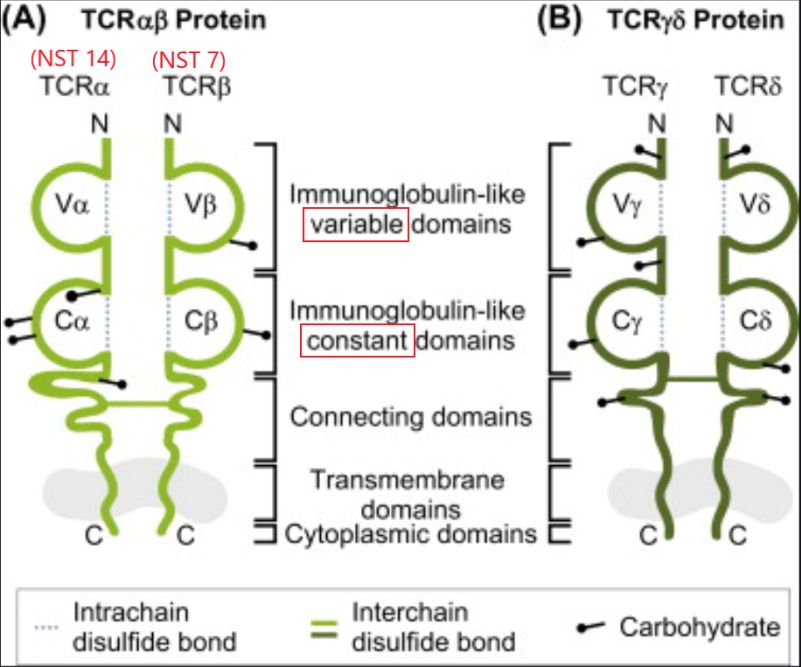 (A) TCRαβ Protein
(B) TCRγδ Protein
(NST 14) (NST 7)
TCRα TCRβ
TCRγ TCRδ
N N
N N
Vα Vβ
Immunoglobulin-like
variable domains
Vγ Vδ
Cα Cβ
Immunoglobulin-like
constant domains
Cγ Cδ
Connecting domains
Transmembrane
domains
C C
Cytoplasmic domains
C C
Intrachain
disulfide bond
Interchain
disulfide bond
Carbohydrate